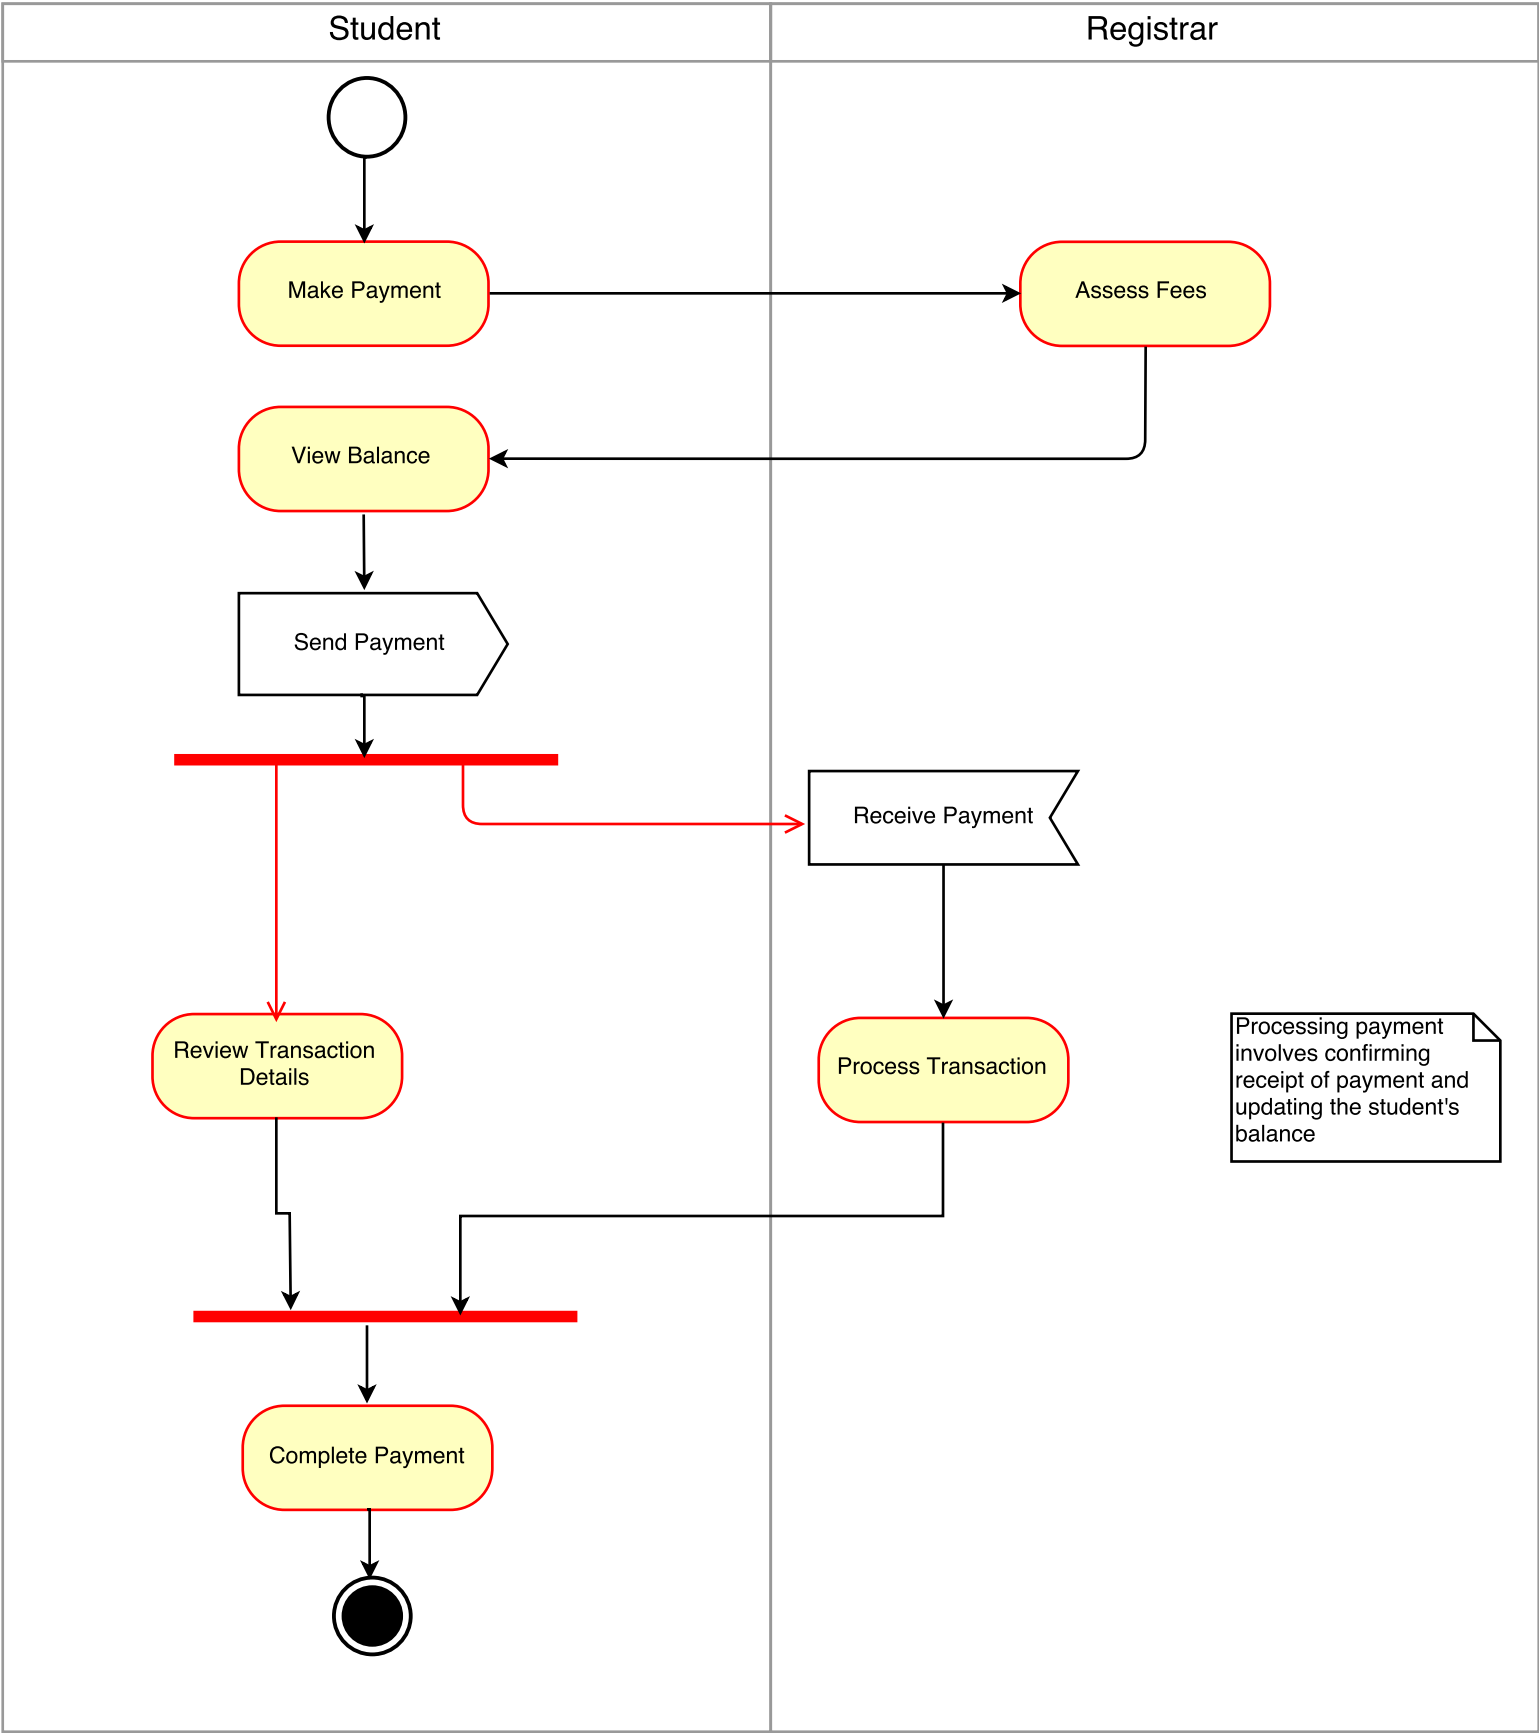 Student
Registrar
Make Payment
Assess Fees
View Balance
Send Payment
Receive Payment
Review Transaction
Details
Process Transaction
Processing payment
involves confirming
receipt of payment and
updating the student's
balance
Complete Payment